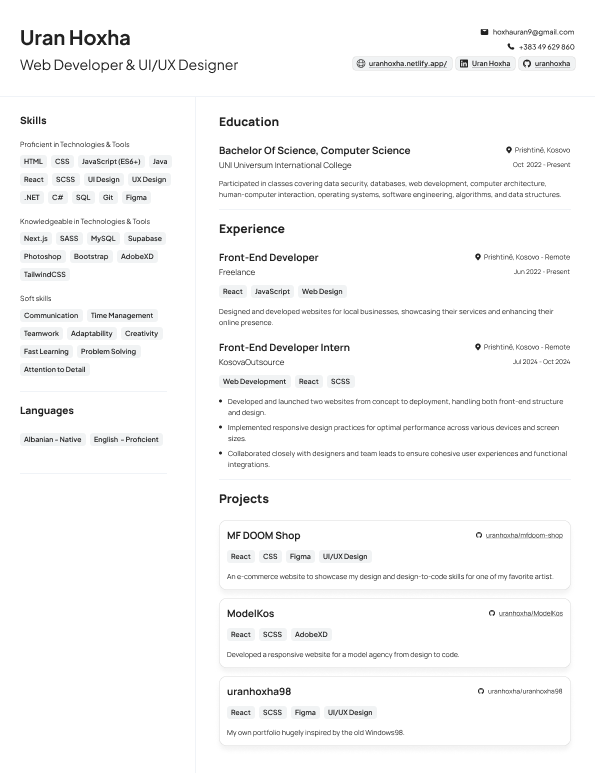 Uran Hoxha
Web Developer & UI/UX Designer
hoxhauran9@gmail.com
+383 49 629 860
uranhoxha.netlify.app/ Uran Hoxha uranhoxha
Skills
Proficient in Technologies & Tools
HTML CSS JavaScript (ES6+) Java
React SCSS UI Design UX Design
.NET C# SQL Git Figma
Knowledgeable in Technologies & Tools
Next.js SASS MySQL Supabase
Photoshop Bootstrap AdobeXD
TailwindCSS
Soft skills
Communication Time Management
Teamwork Adaptability Creativity
Fast Learning Problem Solving
Attention to Detail
Languages
Albanian - Native English - Proficient
Education
Bachelor Of Science, Computer Science
Prishtinë, Kosovo
UNI Universum International College
Oct 2022 - Present
Participated in classes covering data security, databases, web development, computer architecture,
human-computer interaction, operating systems, software engineering, algorithms, and data structures.
Experience
Front-End Developer
Prishtinë, Kosovo - Remote
Freelance
Jun 2022 - Present
React JavaScript Web Design
Designed and developed websites for local businesses, showcasing their services and enhancing their
online presence.
Front-End Developer Intern
Prishtinë, Kosovo - Remote
KosovaOutsource
Jul 2024 - Oct 2024
Web Development React SCSS
• Developed and launched two websites from concept to deployment, handling both front-end structure
and design.
• Implemented responsive design practices for optimal performance across various devices and screen
sizes.
• Collaborated closely with designers and team leads to ensure cohesive user experiences and functional
integrations.
Projects
MF DOOM Shop
uranhoxha/mfdoom-shop
React CSS Figma UI/UX Design
An e-commerce website to showcase my design and design-to-code skills for one of my favorite artist.
ModelKos
uranhoxha/ModelKos
React SCSS AdobeXD
Developed a responsive website for a model agency from design to code.
uranhoxha98
uranhoxha/uranhoxha98
React SCSS Figma UI/UX Design
My own portfolio hugely inspired by the old Windows98.